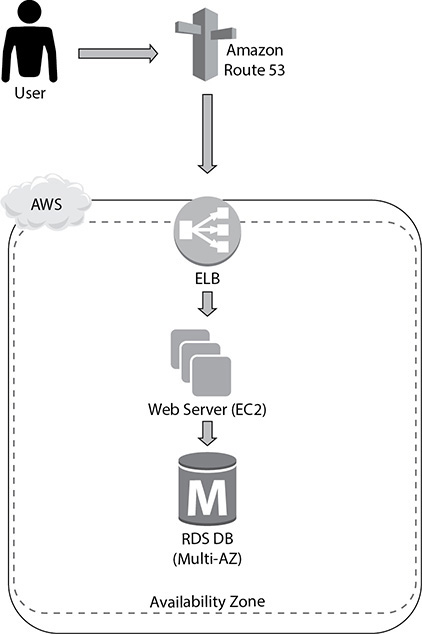 User
Amazon
Route 53
AWS
ELB
Web Server (EC2)
M
RDS DB
(Multi-AZ)
Availability Zone